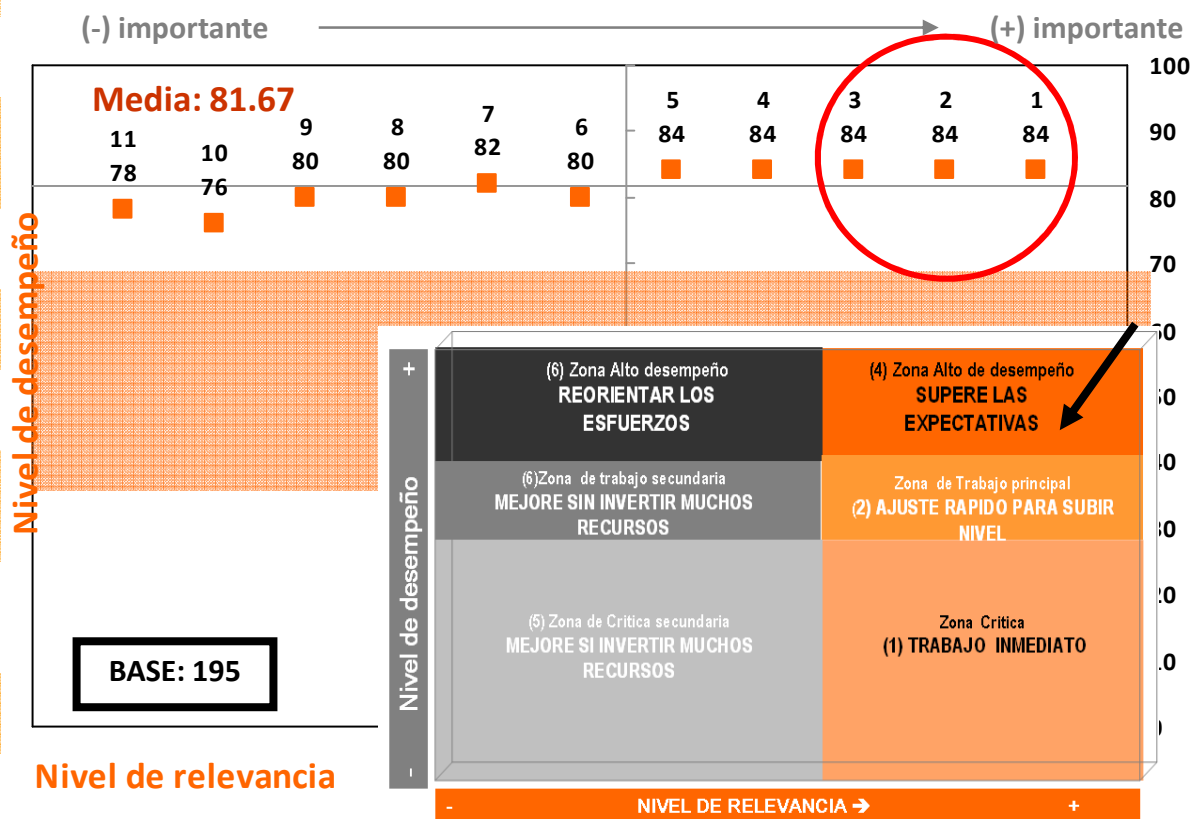 (-) importante
(+) importante
Media: 81.67
11
78
10
76
9
80
8
80
7
82
6
80
5
84
4
84
3
84
2
84
1
84
100
90
80
70
Nivel de desempeño
BASE: 195
Nivel de relevancia
+
Nivel de desempeño
-
(6) Zona Alto desempeño
REORIENTAR LOS
ESFUERZOS
(4) Zona Alto de desempeño
SUPERE LAS
EXPECTATIVAS
(6)Zona de trabajo secundaria
MEJORE SIN INVERTIR MUCHOS
RECURSOS
Zona de Trabajo principal
(2) AJUSTE RAPIDO PARA SUBIR
NIVEL
(5) Zona de Critica secundaria
MEJORE SI INVERTIR MUCHOS
RECURSOS
Zona Critica
(1) TRABAJO INMEDIATO
- NIVEL DE RELEVANCIA → +